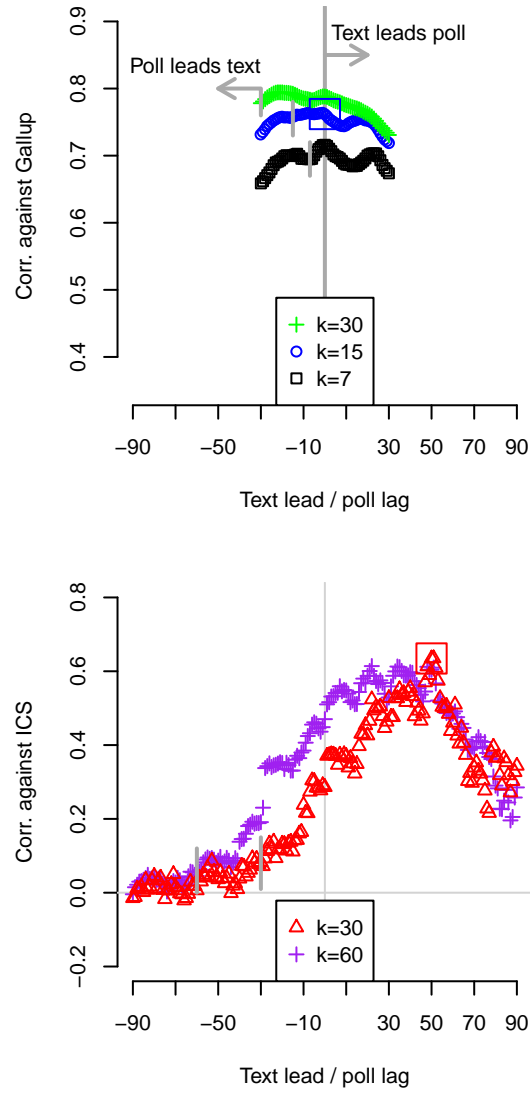 Text leads poll
Poll leads text
Corr. against Gallup
0.9
0.8
0.7
0.6
0.5
0.4
k=30
k=15
k=7
−90 −50 −10 30 50 70 90
Text lead / poll lag
Corr. against ICS
0.8
0.6
0.4
0.2
0.0
−0.2
k=30
k=60
−90 −50 −10 30 50 70 90
Text lead / poll lag